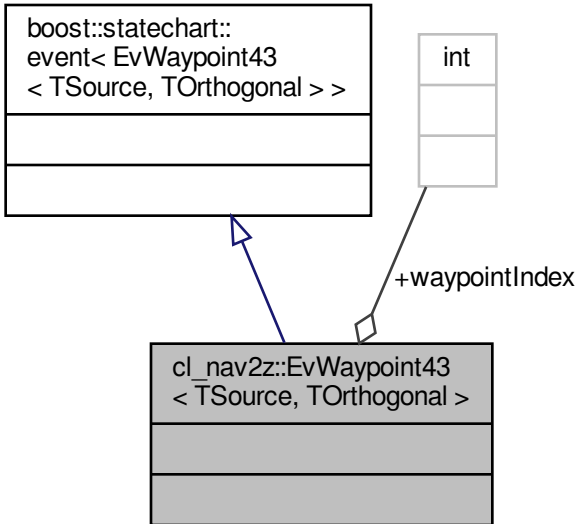 boost::statechart::
event< EvWaypoint43
< TSource, TOrthogonal > >
int
+waypointIndex
cl_nav2z::EvWaypoint43
< TSource, TOrthogonal >